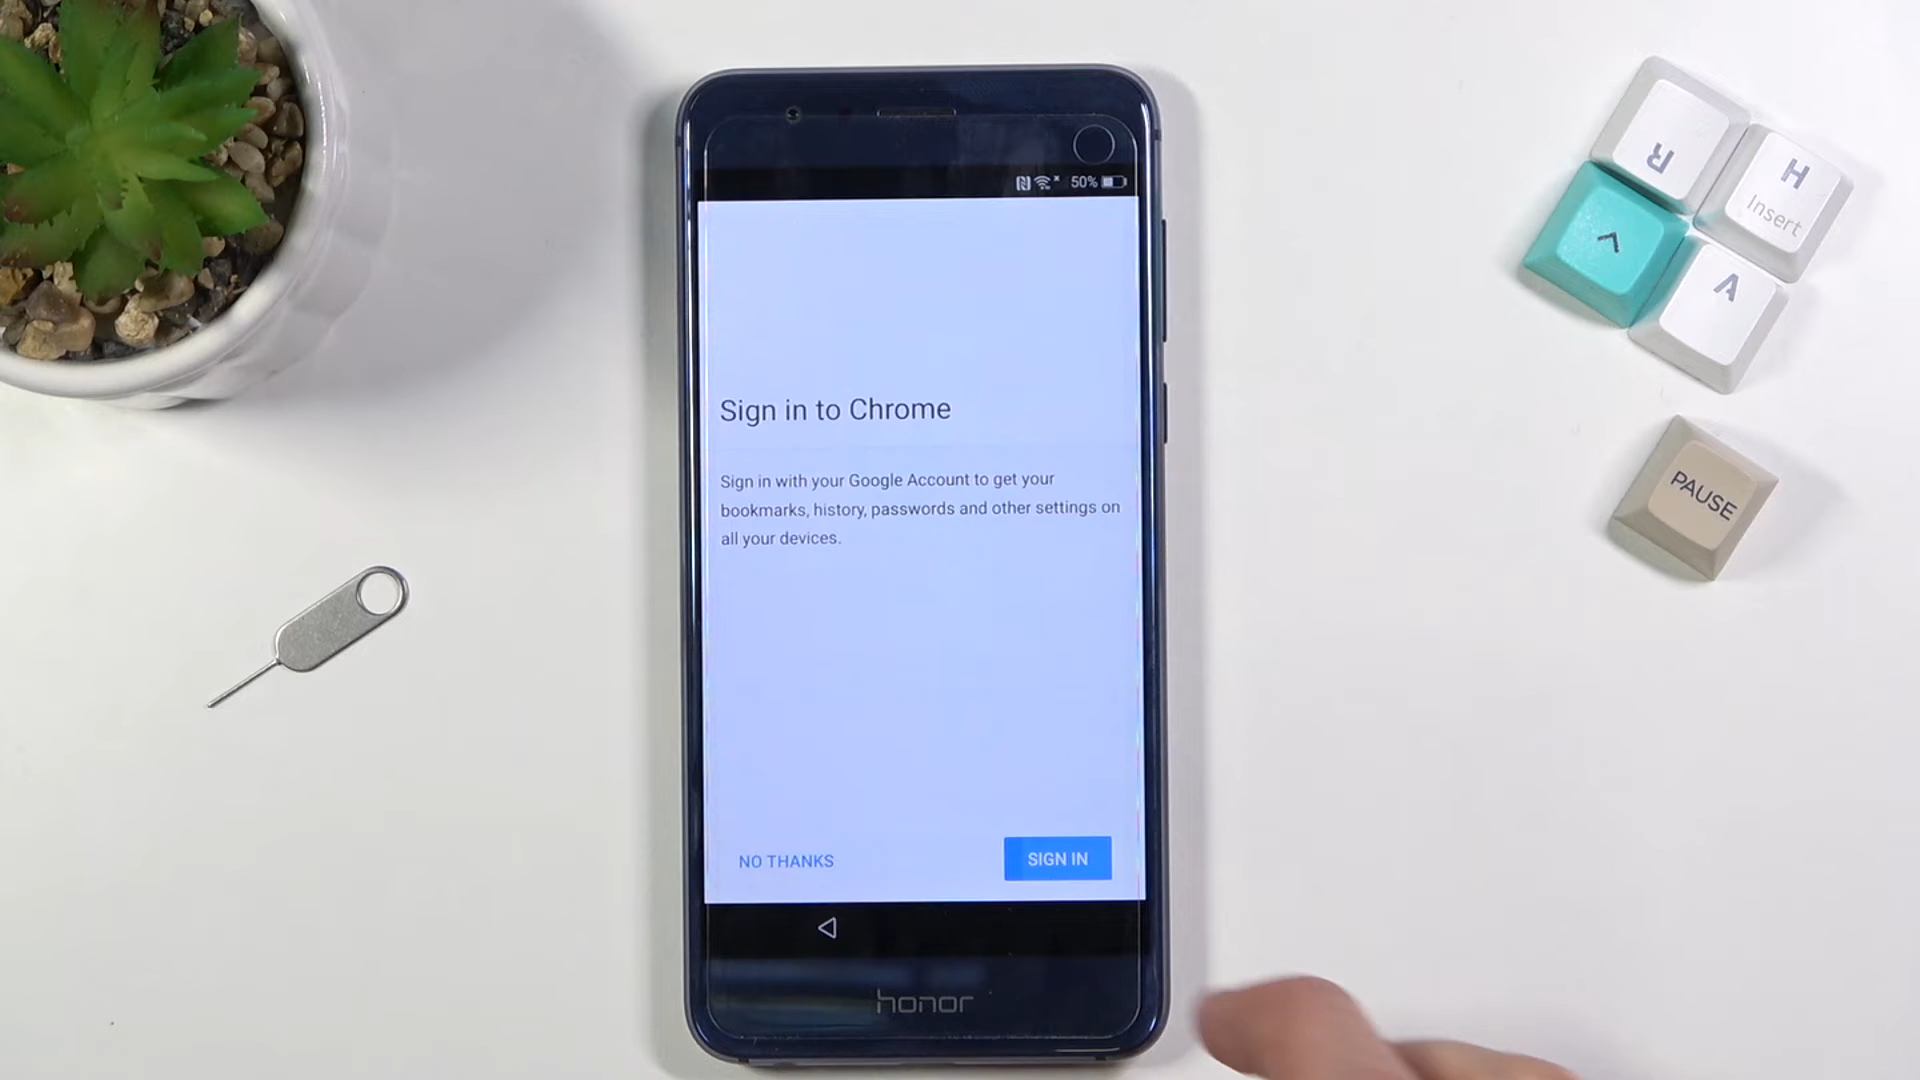 50%
Sign in to Chrome
Sign in with your Google Account to get your
bookmarks, history, passwords and other settings on
all your devices.
NO THANKS
SIGN IN
honor
R
H
Insert
V
PAUSE